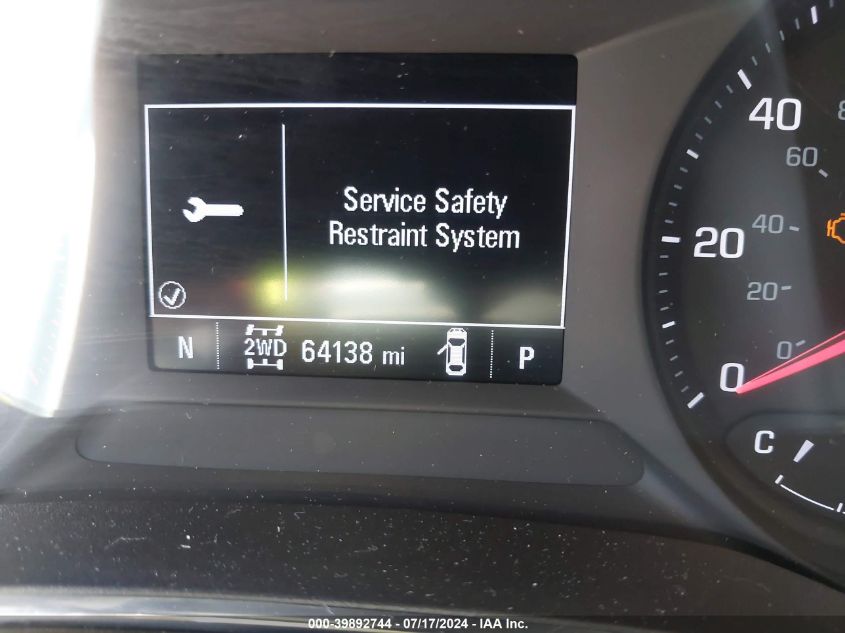 Service Safety
Restraint System
N 2WD 64138 mi P
40
60
20
40
20
0
0
C
000-39892744 - 07/17/2024 - IAA Inc.